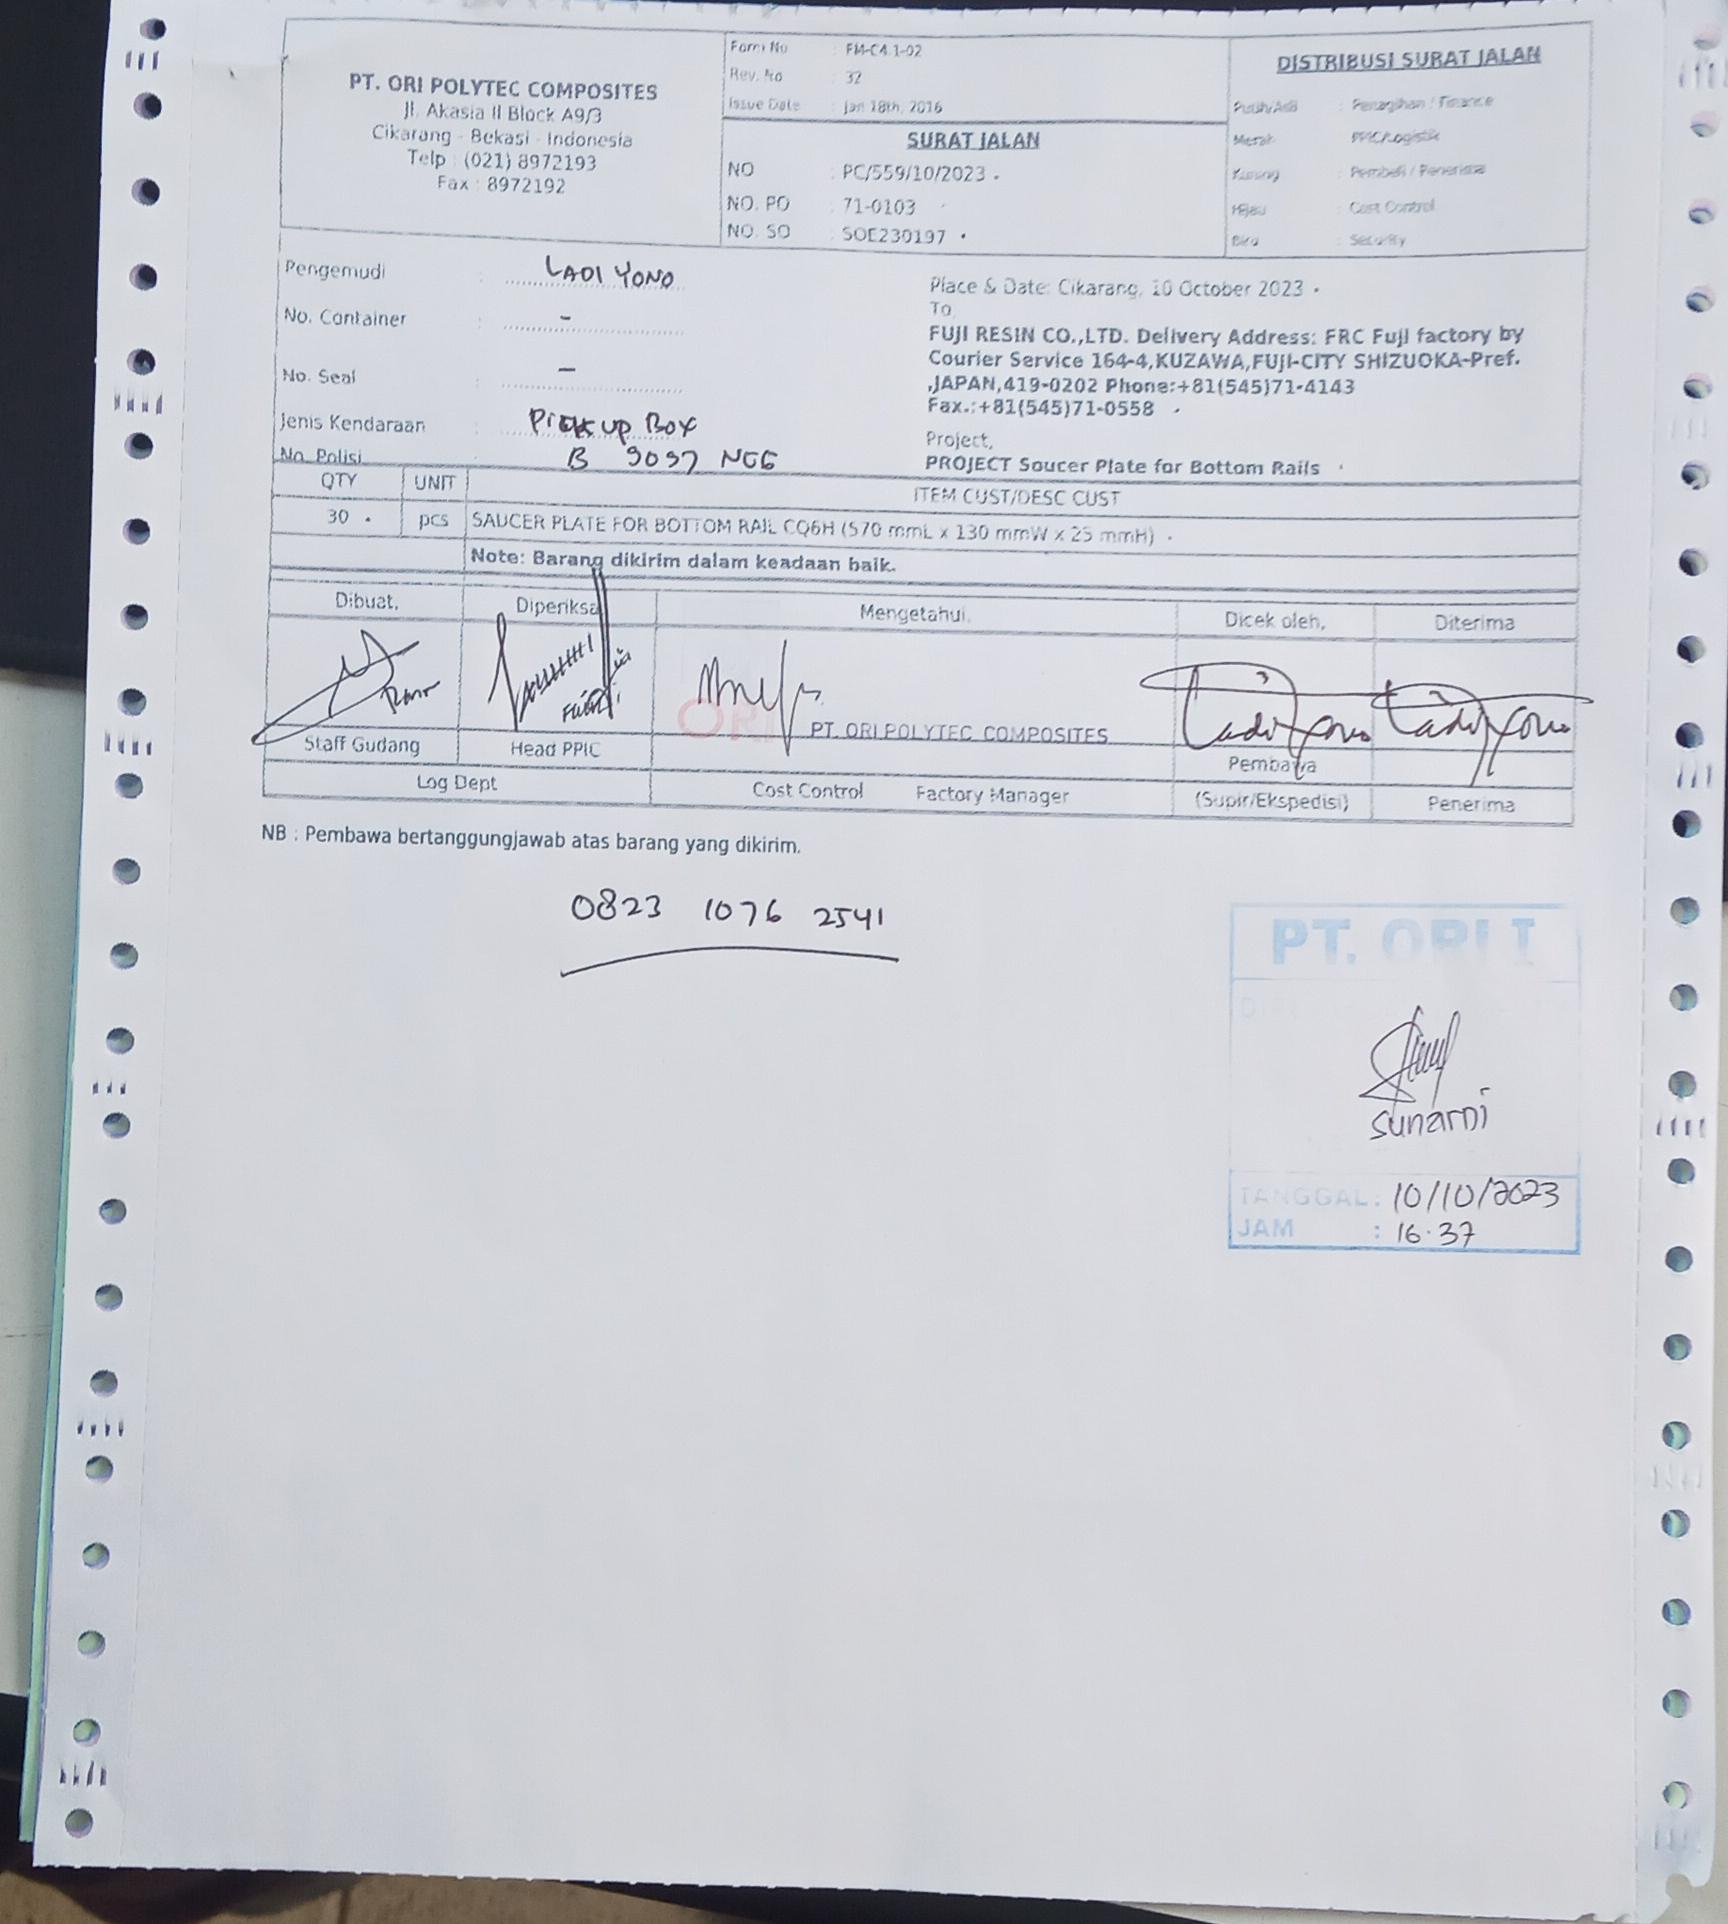 PT. ORI POLYTEC COMPOSITES
Jl. Akasia II Block A9/3
Cikarang - Bekasi - Indonesia
Telp : (021) 8972193
Fax : 8972192
Form No : FM-C4.1-02
Rev. No : 32
Issue Date : Jan 18th, 2016
SURAT JALAN
NO : PC/559/10/2023
NO. PO : 71-0103
NO. SO : SOE230197
DISTRIBUSI SURAT JALAN
Putih/Asli : Penagihan / Finance
Merah : PPIC/Logistik
Kuning : Pembeli / Penerima
Hijau : Cost Control
Biru : Security
Pengemudi : LADI YONO
No. Container : -
No. Seal : -
Jenis Kendaraan : Pick up Box
No. Polisi B
Place & Date: Cikarang, 10 October 2023
To,
FUJI RESIN CO.,LTD. Delivery Address: FRC Fuji factory by
Courier Service 164-4,KUZAWA,FUJI-CITY SHIZUOKA-Pref.
,JAPAN,419-0202 Phone:+81(545)71-4143
Fax.:+81(545)71-0558
Project,
PROJECT Soucer Plate for Bottom Rails
QTY UNIT ITEM CUST/DESC CUST
30 pcs SAUCER PLATE FOR BOTTOM RAIL CQ6H (570 mmL x 130 mmW x 25 mmH)
Note: Barang dikirim dalam keadaan baik.
Dibuat, Diperiksa Mengetahui, Dicek oleh, Diterima
ORI
PT. ORI POLYTEC COMPOSITES
Ladi Yono Ladi Yono
Staff Gudang Head PPIC Pembawa
Log Dept Cost Control Factory Manager (Supir/Ekspedisi) Penerima
NB : Pembawa bertanggungjawab atas barang yang dikirim.
0823 1076 2541
PT. ORI I
sunardi
TANGGAL : 10/10/2023
JAM : 16.37